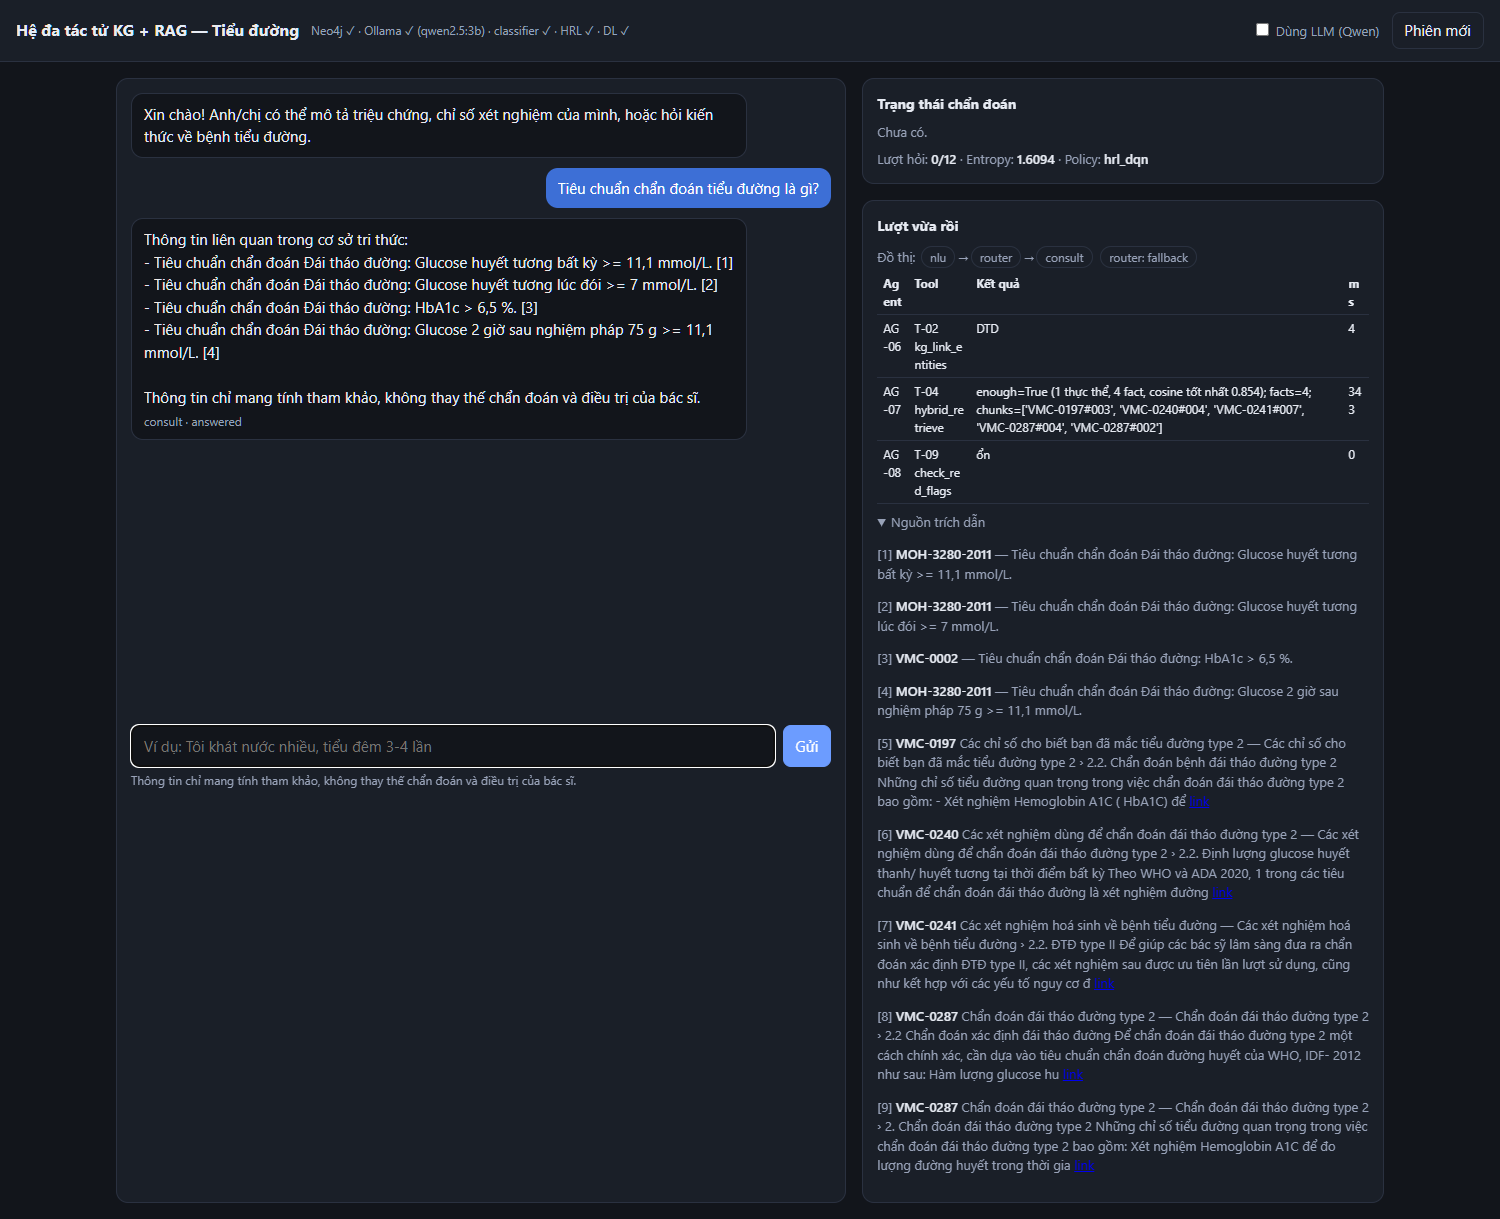 Hệ đa tác tử KG + RAG — Tiểu đường
Neo4j ✓ · Ollama ✓ (qwen2.5:3b) · classifier ✓ · HRL ✓ · DL ✓
Dùng LLM (Qwen)
Phiên mới
Xin chào! Anh/chị có thể mô tả triệu chứng, chỉ số xét nghiệm của mình, hoặc hỏi kiến
thức về bệnh tiểu đường.
Tiêu chuẩn chẩn đoán tiểu đường là gì?
Thông tin liên quan trong cơ sở tri thức:
- Tiêu chuẩn chẩn đoán Đái tháo đường: Glucose huyết tương bất kỳ >= 11,1 mmol/L. [1]
- Tiêu chuẩn chẩn đoán Đái tháo đường: Glucose huyết tương lúc đói >= 7 mmol/L. [2]
- Tiêu chuẩn chẩn đoán Đái tháo đường: HbA1c > 6,5 %. [3]
- Tiêu chuẩn chẩn đoán Đái tháo đường: Glucose 2 giờ sau nghiệm pháp 75 g >= 11,1
mmol/L. [4]
Thông tin chỉ mang tính tham khảo, không thay thế chẩn đoán và điều trị của bác sĩ.
consult · answered
Ví dụ: Tôi khát nước nhiều, tiểu đêm 3-4 lần
Gửi
Thông tin chỉ mang tính tham khảo, không thay thế chẩn đoán và điều trị của bác sĩ.
Trạng thái chẩn đoán
Chưa có.
Lượt hỏi: 0/12 · Entropy: 1.6094 · Policy: hrl_dqn
Lượt vừa rồi
Đồ thị: nlu → router → consult router: fallback
Ag Tool Kết quả m
ent s
AG T-02 DTD 4
-06 kg_link_e
ntities
AG T-04 enough=True (1 thực thể, 4 fact, cosine tốt nhất 0.854); facts=4; 34
-07 hybrid_re chunks=['VMC-0197#003', 'VMC-0240#004', 'VMC-0241#007', 3
trieve 'VMC-0287#004', 'VMC-0287#002']
AG T-09 ổn 0
-08 check_re
d_flags
▼ Nguồn trích dẫn
[1] MOH-3280-2011 — Tiêu chuẩn chẩn đoán Đái tháo đường: Glucose huyết tương
bất kỳ >= 11,1 mmol/L.
[2] MOH-3280-2011 — Tiêu chuẩn chẩn đoán Đái tháo đường: Glucose huyết tương
lúc đói >= 7 mmol/L.
[3] VMC-0002 — Tiêu chuẩn chẩn đoán Đái tháo đường: HbA1c > 6,5 %.
[4] MOH-3280-2011 — Tiêu chuẩn chẩn đoán Đái tháo đường: Glucose 2 giờ sau
nghiệm pháp 75 g >= 11,1 mmol/L.
[5] VMC-0197 Các chỉ số cho biết bạn đã mắc tiểu đường type 2 — Các chỉ số cho
biết bạn đã mắc tiểu đường type 2 › 2.2. Chẩn đoán bệnh đái tháo đường type 2
Những chỉ số tiểu đường quan trọng trong việc chẩn đoán đái tháo đường type 2
bao gồm: - Xét nghiệm Hemoglobin A1C ( HbA1C) để link
[6] VMC-0240 Các xét nghiệm dùng để chẩn đoán đái tháo đường type 2 — Các xét
nghiệm dùng để chẩn đoán đái tháo đường type 2 › 2.2. Định lượng glucose huyết
thanh/ huyết tương tại thời điểm bất kỳ Theo WHO và ADA 2020, 1 trong các tiêu
chuẩn để chẩn đoán đái tháo đường là xét nghiệm đường link
[7] VMC-0241 Các xét nghiệm hoá sinh về bệnh tiểu đường — Các xét nghiệm hoá
sinh về bệnh tiểu đường › 2.2. ĐTĐ type II Để giúp các bác sỹ lâm sàng đưa ra chẩn
đoán xác định ĐTĐ type II, các xét nghiệm sau được ưu tiên lần lượt sử dụng, cũng
như kết hợp với các yếu tố nguy cơ đ link
[8] VMC-0287 Chẩn đoán đái tháo đường type 2 — Chẩn đoán đái tháo đường type 2
› 2.2 Chẩn đoán xác định đái tháo đường Để chẩn đoán đái tháo đường type 2 một
cách chính xác, cần dựa vào tiêu chuẩn chẩn đoán đường huyết của WHO, IDF- 2012
như sau: Hàm lượng glucose hu link
[9] VMC-0287 Chẩn đoán đái tháo đường type 2 — Chẩn đoán đái tháo đường type 2
› 2. Chẩn đoán đái tháo đường type 2 Những chỉ số tiểu đường quan trọng trong việc
chẩn đoán đái tháo đường type 2 bao gồm: Xét nghiệm Hemoglobin A1C để đo
lượng đường huyết trong thời gia link